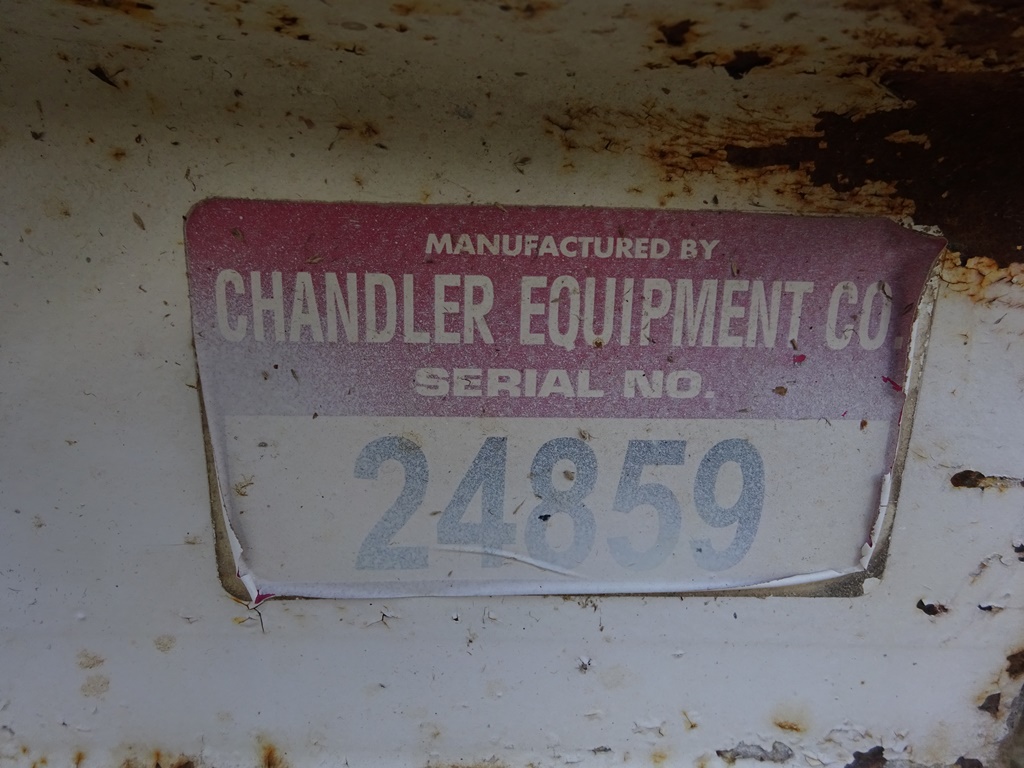 MANUFACTURED BY
CHANDLER EQUIPMENT CO.
SERIAL NO.
24859